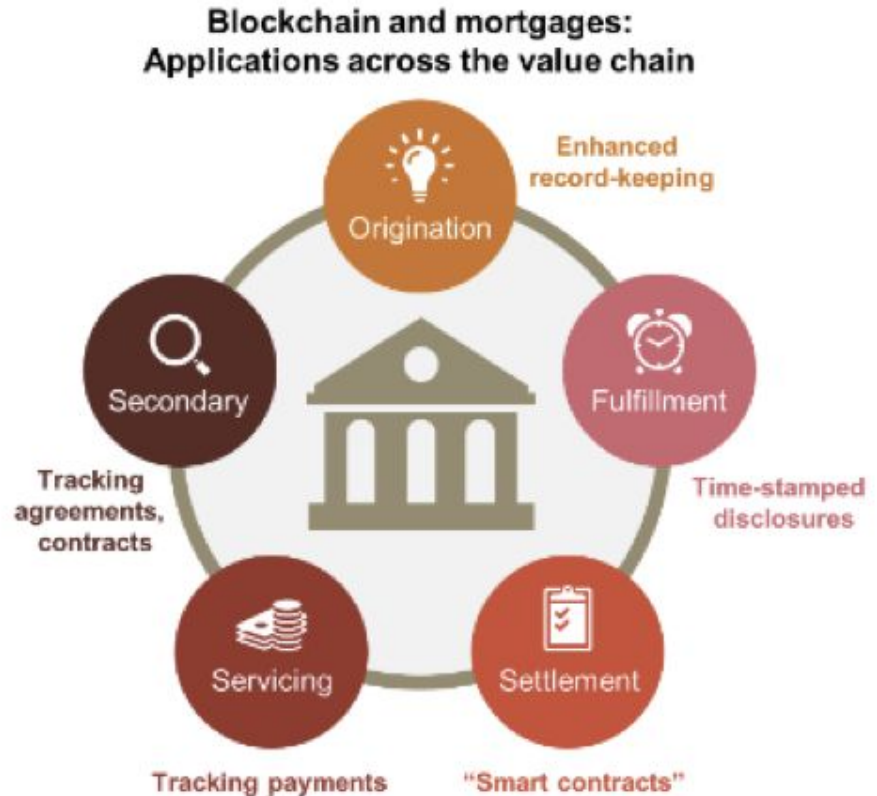 Blockchain and mortgages:
Applications across the value chain
Origination
Enhanced
record-keeping
Fulfillment
Time-stamped
disclosures
Settlement
“Smart contracts”
Servicing
Tracking payments
Secondary
Tracking
agreements,
contracts